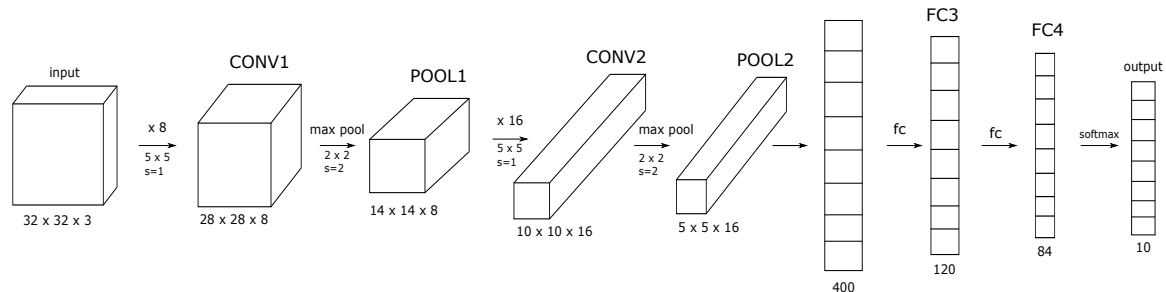 input
32 x 32 x 3
x 8
5 x 5
s=1
CONV1
28 x 28 x 8
max pool
2 x 2
s=2
POOL1
14 x 14 x 8
x 16
5 x 5
s=1
CONV2
10 x 10 x 16
max pool
2 x 2
s=2
POOL2
5 x 5 x 16
400
fc
FC3
120
fc
FC4
84
softmax
output
10